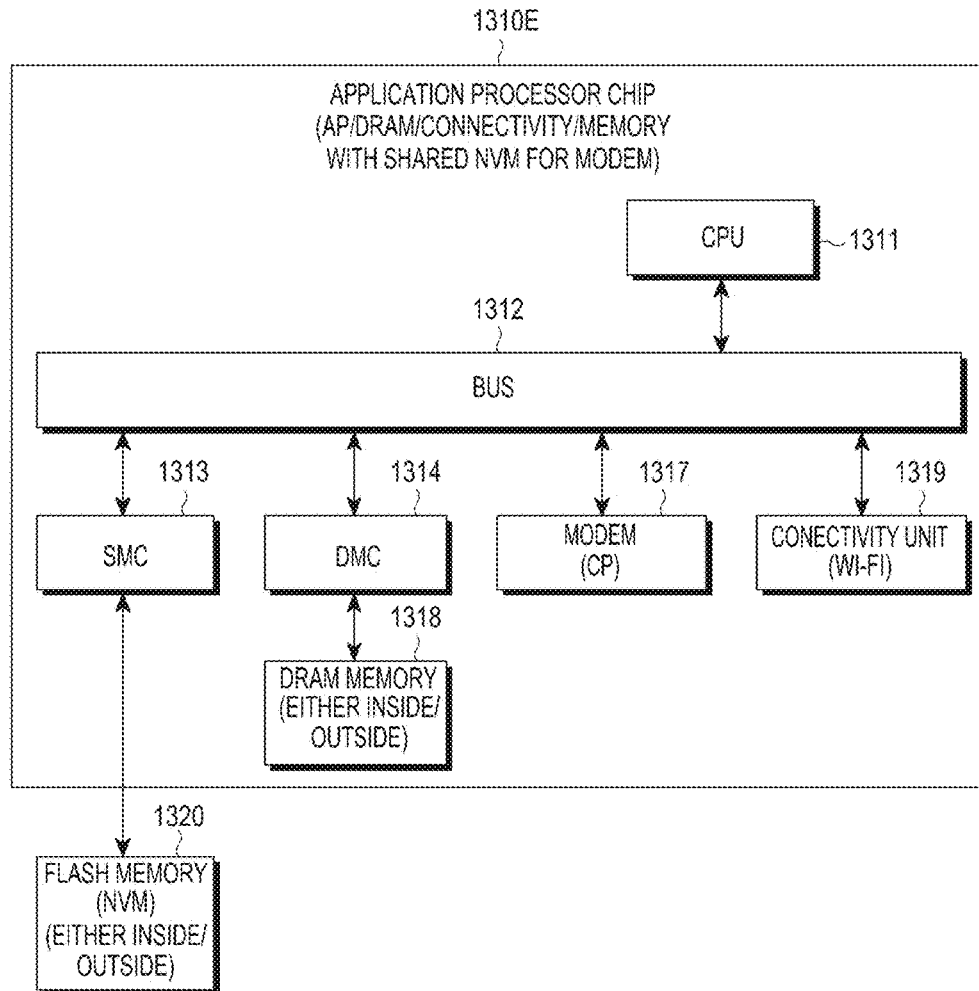 1310E
APPLICATION PROCESSOR CHIP
(AP/DRAM/CONNECTIVITY/MEMORY
WITH SHARED NVM FOR MODEM)
CPU
1311
1312
BUS
1313
SMC
1314
DMC
1317
MODEM
(CP)
1319
CONECTIVITY UNIT
(WI-FI)
1318
DRAM MEMORY
(EITHER INSIDE/
OUTSIDE)
1320
FLASH MEMORY
(NVM)
(EITHER INSIDE/
OUTSIDE)